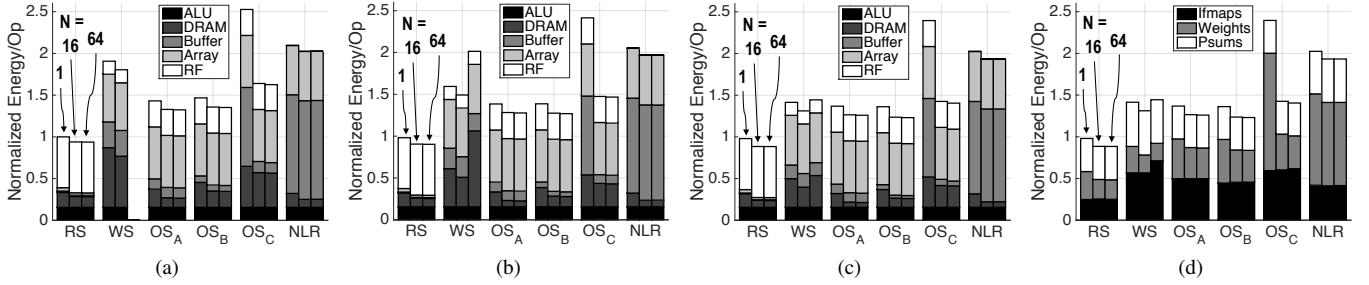 Normalized Energy/Op
2.5
2
1.5
1
0.5
0
N =
1
16
64
ALU
DRAM
Buffer
Array
RF
RS WS OS_A OS_B OS_C NLR
(a)
Normalized Energy/Op
2.5
2
1.5
1
0.5
0
N =
1
16
64
ALU
DRAM
Buffer
Array
RF
RS WS OS_A OS_B OS_C NLR
(b)
Normalized Energy/Op
2.5
2
1.5
1
0.5
0
N =
1
16
64
ALU
DRAM
Buffer
Array
RF
RS WS OS_A OS_B OS_C NLR
(c)
Normalized Energy/Op
2.5
2
1.5
1
0.5
0
N =
1
16
64
Ifmaps
Weights
Psums
RS WS OS_A OS_B OS_C NLR
(d)